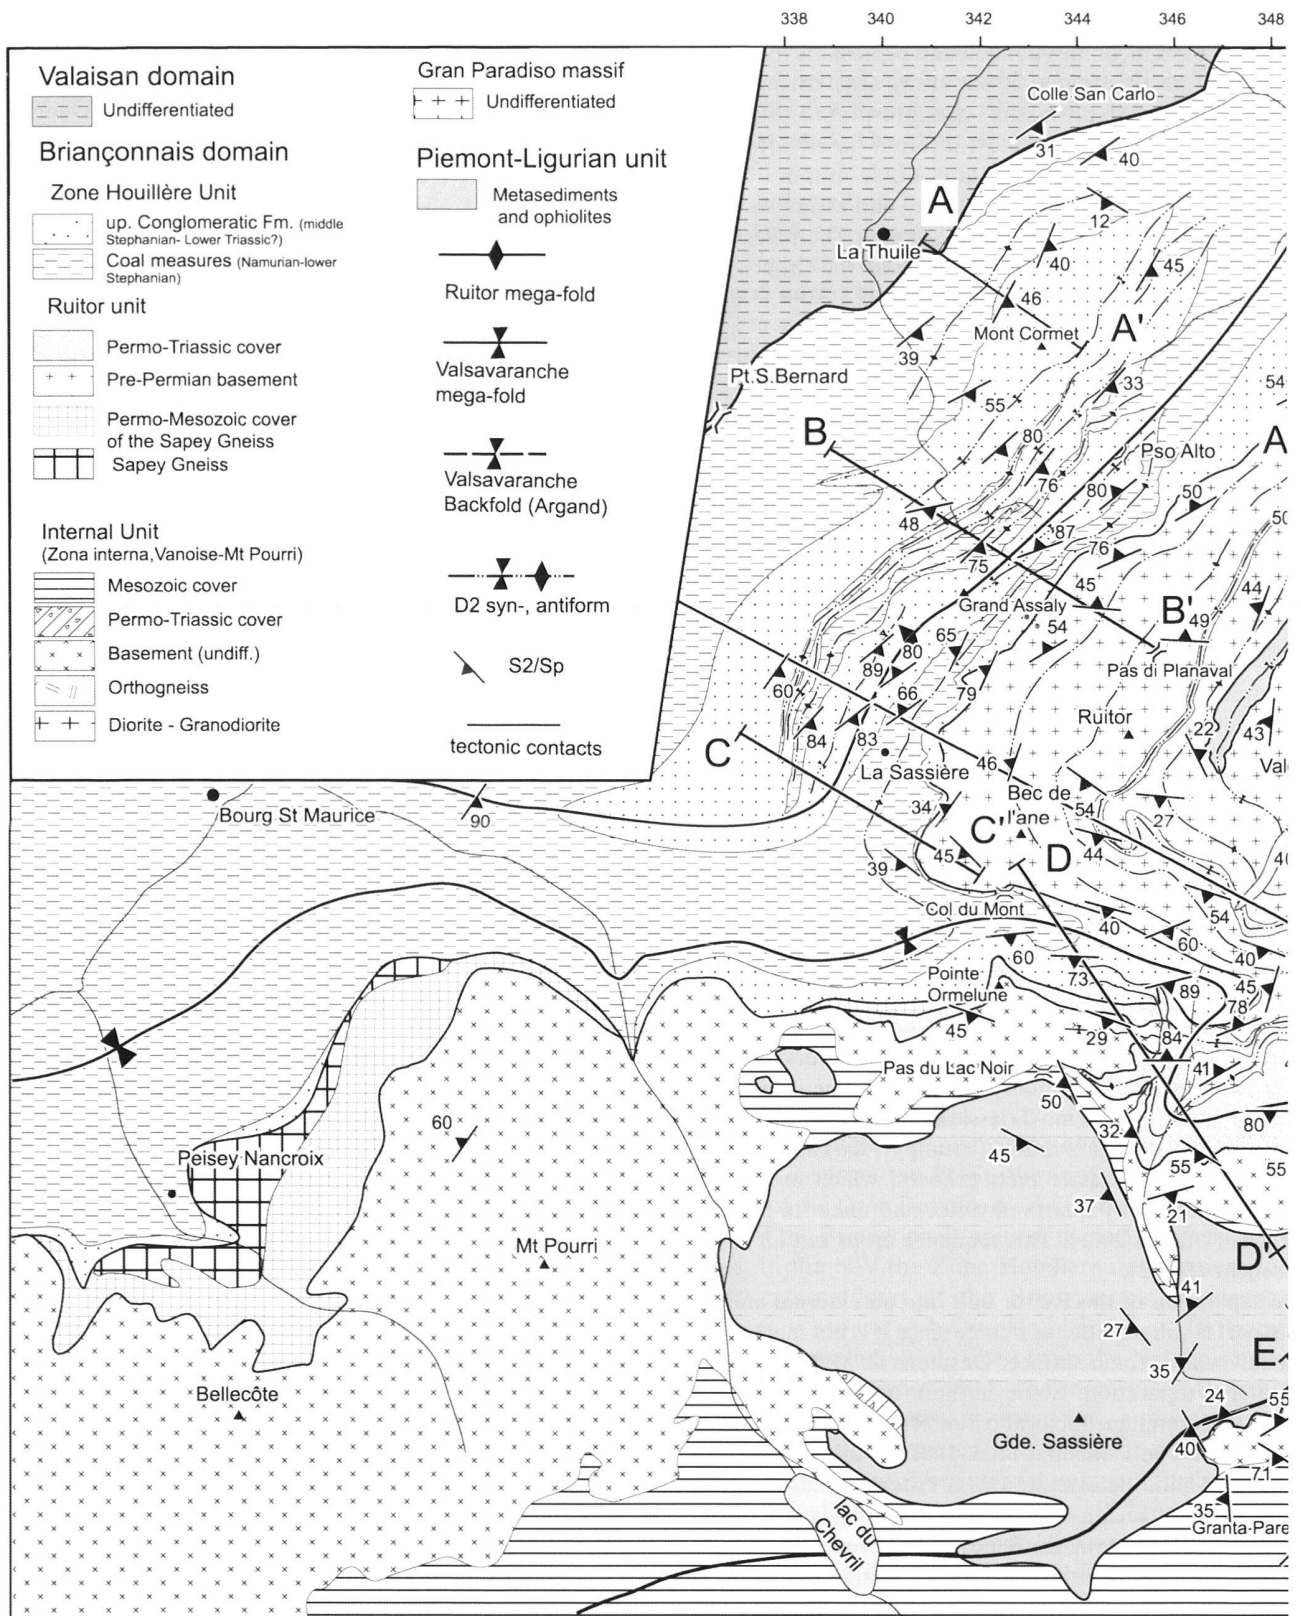 338 340 342 344 346 348
Valaisan domain
Undifferentiated
Briançonnais domain
Zone Houillère Unit
up. Conglomeratic Fm. (middle
Stephanian- Lower Triassic?)
Coal measures (Namurian-lower
Stephanian)
Ruitor unit
Permo-Triassic cover
Pre-Permian basement
Permo-Mesozoic cover
of the Sapey Gneiss
Sapey Gneiss
Internal Unit
(Zona interna,Vanoise-Mt Pourri)
Mesozoic cover
Permo-Triassic cover
Basement (undiff.)
Orthogneiss
Diorite - Granodiorite
Gran Paradiso massif
Undifferentiated
Piemont-Ligurian unit
Metasediments
and ophiolites
Ruitor mega-fold
Valsavaranche
mega-fold
Valsavaranche
Backfold (Argand)
D2 syn-, antiform
S2/Sp
tectonic contacts
Colle San Carlo
31
40
A
12
La Thuile
40
45
46
Mont Cormet
A'
39
Pt.S.Bernard
33
54
55
B
80
A
Pso Alto
76
80
50
48
50
87
75
76
45
44
Grand Assaly
B'
49
54
65
80
89
Pas di Planaval
60
66
79
Ruitor
22
43
84
83
C
46
Val
La Sassière
Bec de
l'ane
34
54
27
C'
D
45
44
40
39
Bourg St Maurice
90
Col du Mont
40
54
60
60
40
Pointe
Ormelune
73
89
45
78
45
29
84
Pas du Lac Noir
41
50
60
32
80
45
Peisey Nancroix
55
55
37
21
Mt Pourri
D'
41
27
35
E
Bellecôte
24
55
Gde. Sassière
40
71
35
Granta-Pare
lac du
Chevril